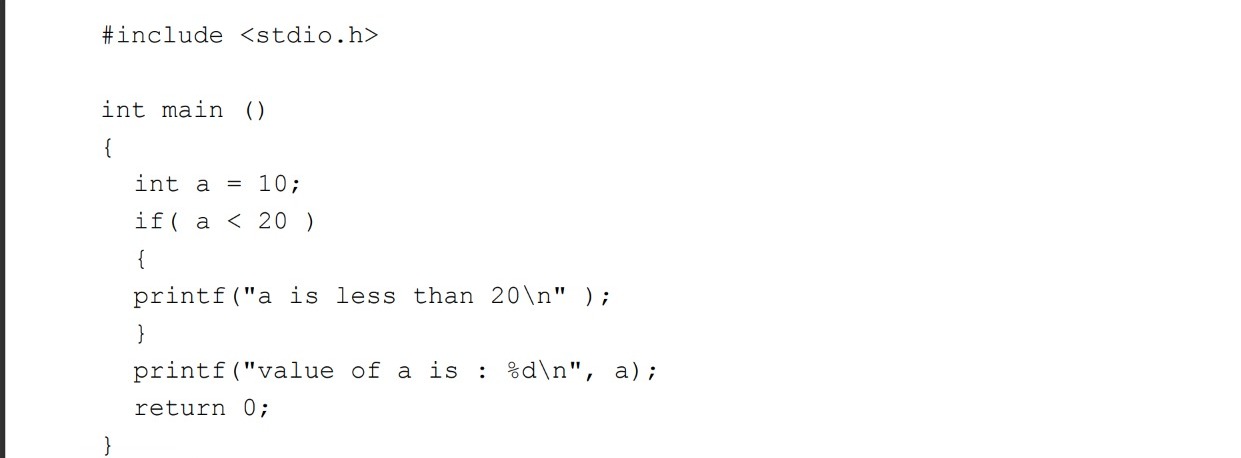 #include <stdio.h>
int main ()
{
int a = 10;
if( a < 20 )
{
printf("a is less than 20\n" );
}
printf("value of a is : %d\n", a);
return 0;
}